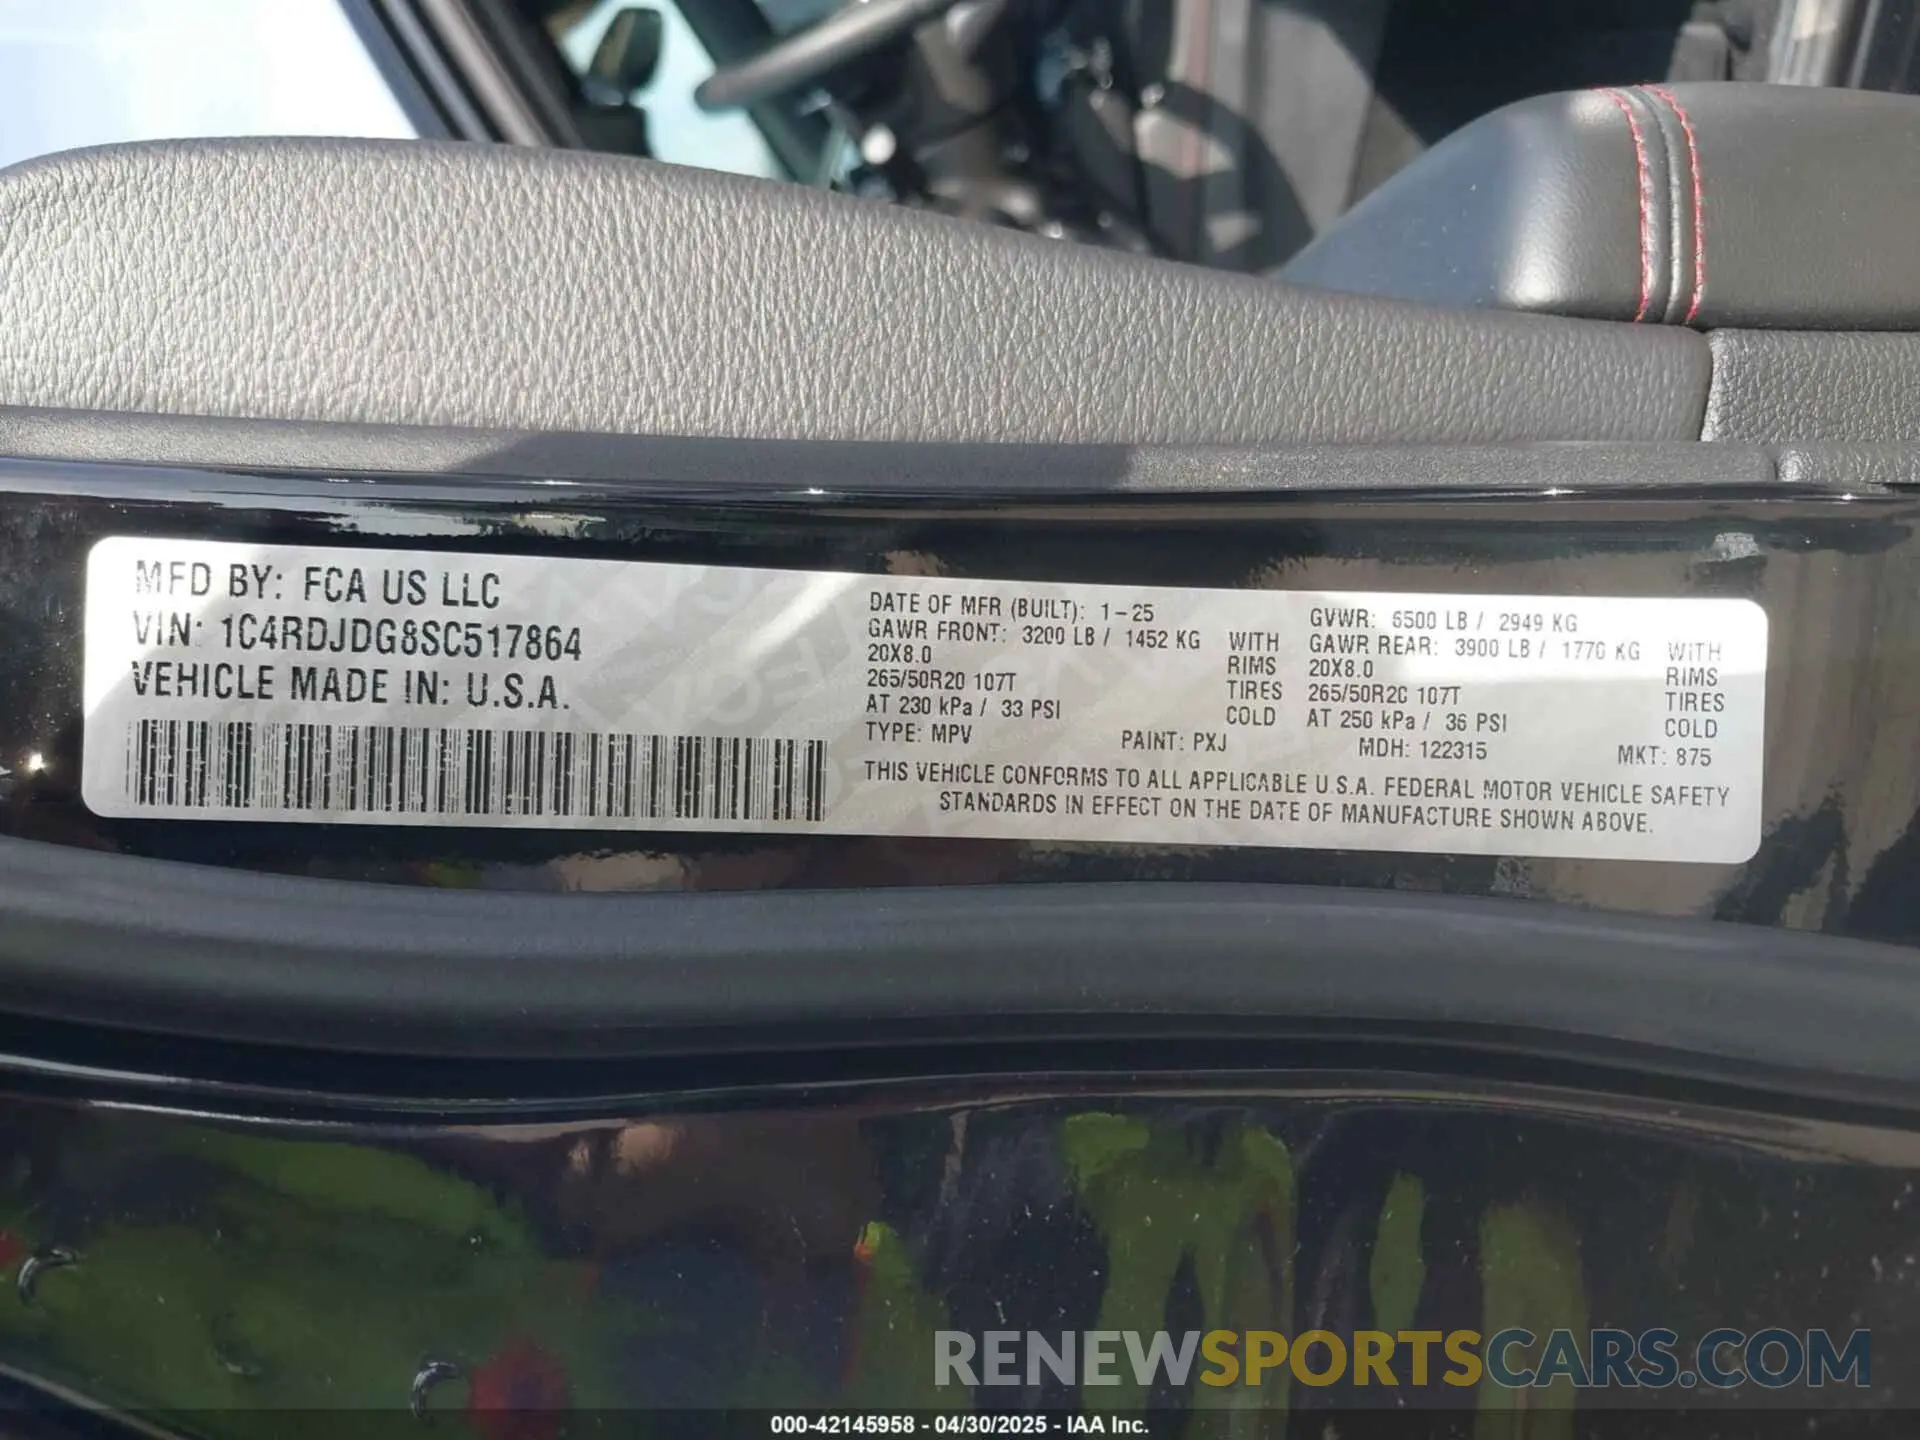 MFD BY: FCA US LLC
VIN: 1C4RDJDG8SC517864
VEHICLE MADE IN: U.S.A.
DATE OF MFR (BUILT): 1-25
GAWR FRONT: 3200 LB / 1452 KG WITH
20X8.0 RIMS
265/50R20 107T TIRES
AT 230 kPa / 33 PSI COLD
TYPE: MPV
GVWR: 6500 LB / 2949 KG
GAWR REAR: 3900 LB / 1770 KG WITH
20X8.0 RIMS
265/50R20 107T TIRES
AT 250 kPa / 36 PSI COLD
PAINT: PXJ MDH: 122315 MKT: 875
THIS VEHICLE CONFORMS TO ALL APPLICABLE U.S.A. FEDERAL MOTOR VEHICLE SAFETY
STANDARDS IN EFFECT ON THE DATE OF MANUFACTURE SHOWN ABOVE.
RENEWSPORTSCARS.COM
000-42145958 - 04/30/2025 - IAA Inc.